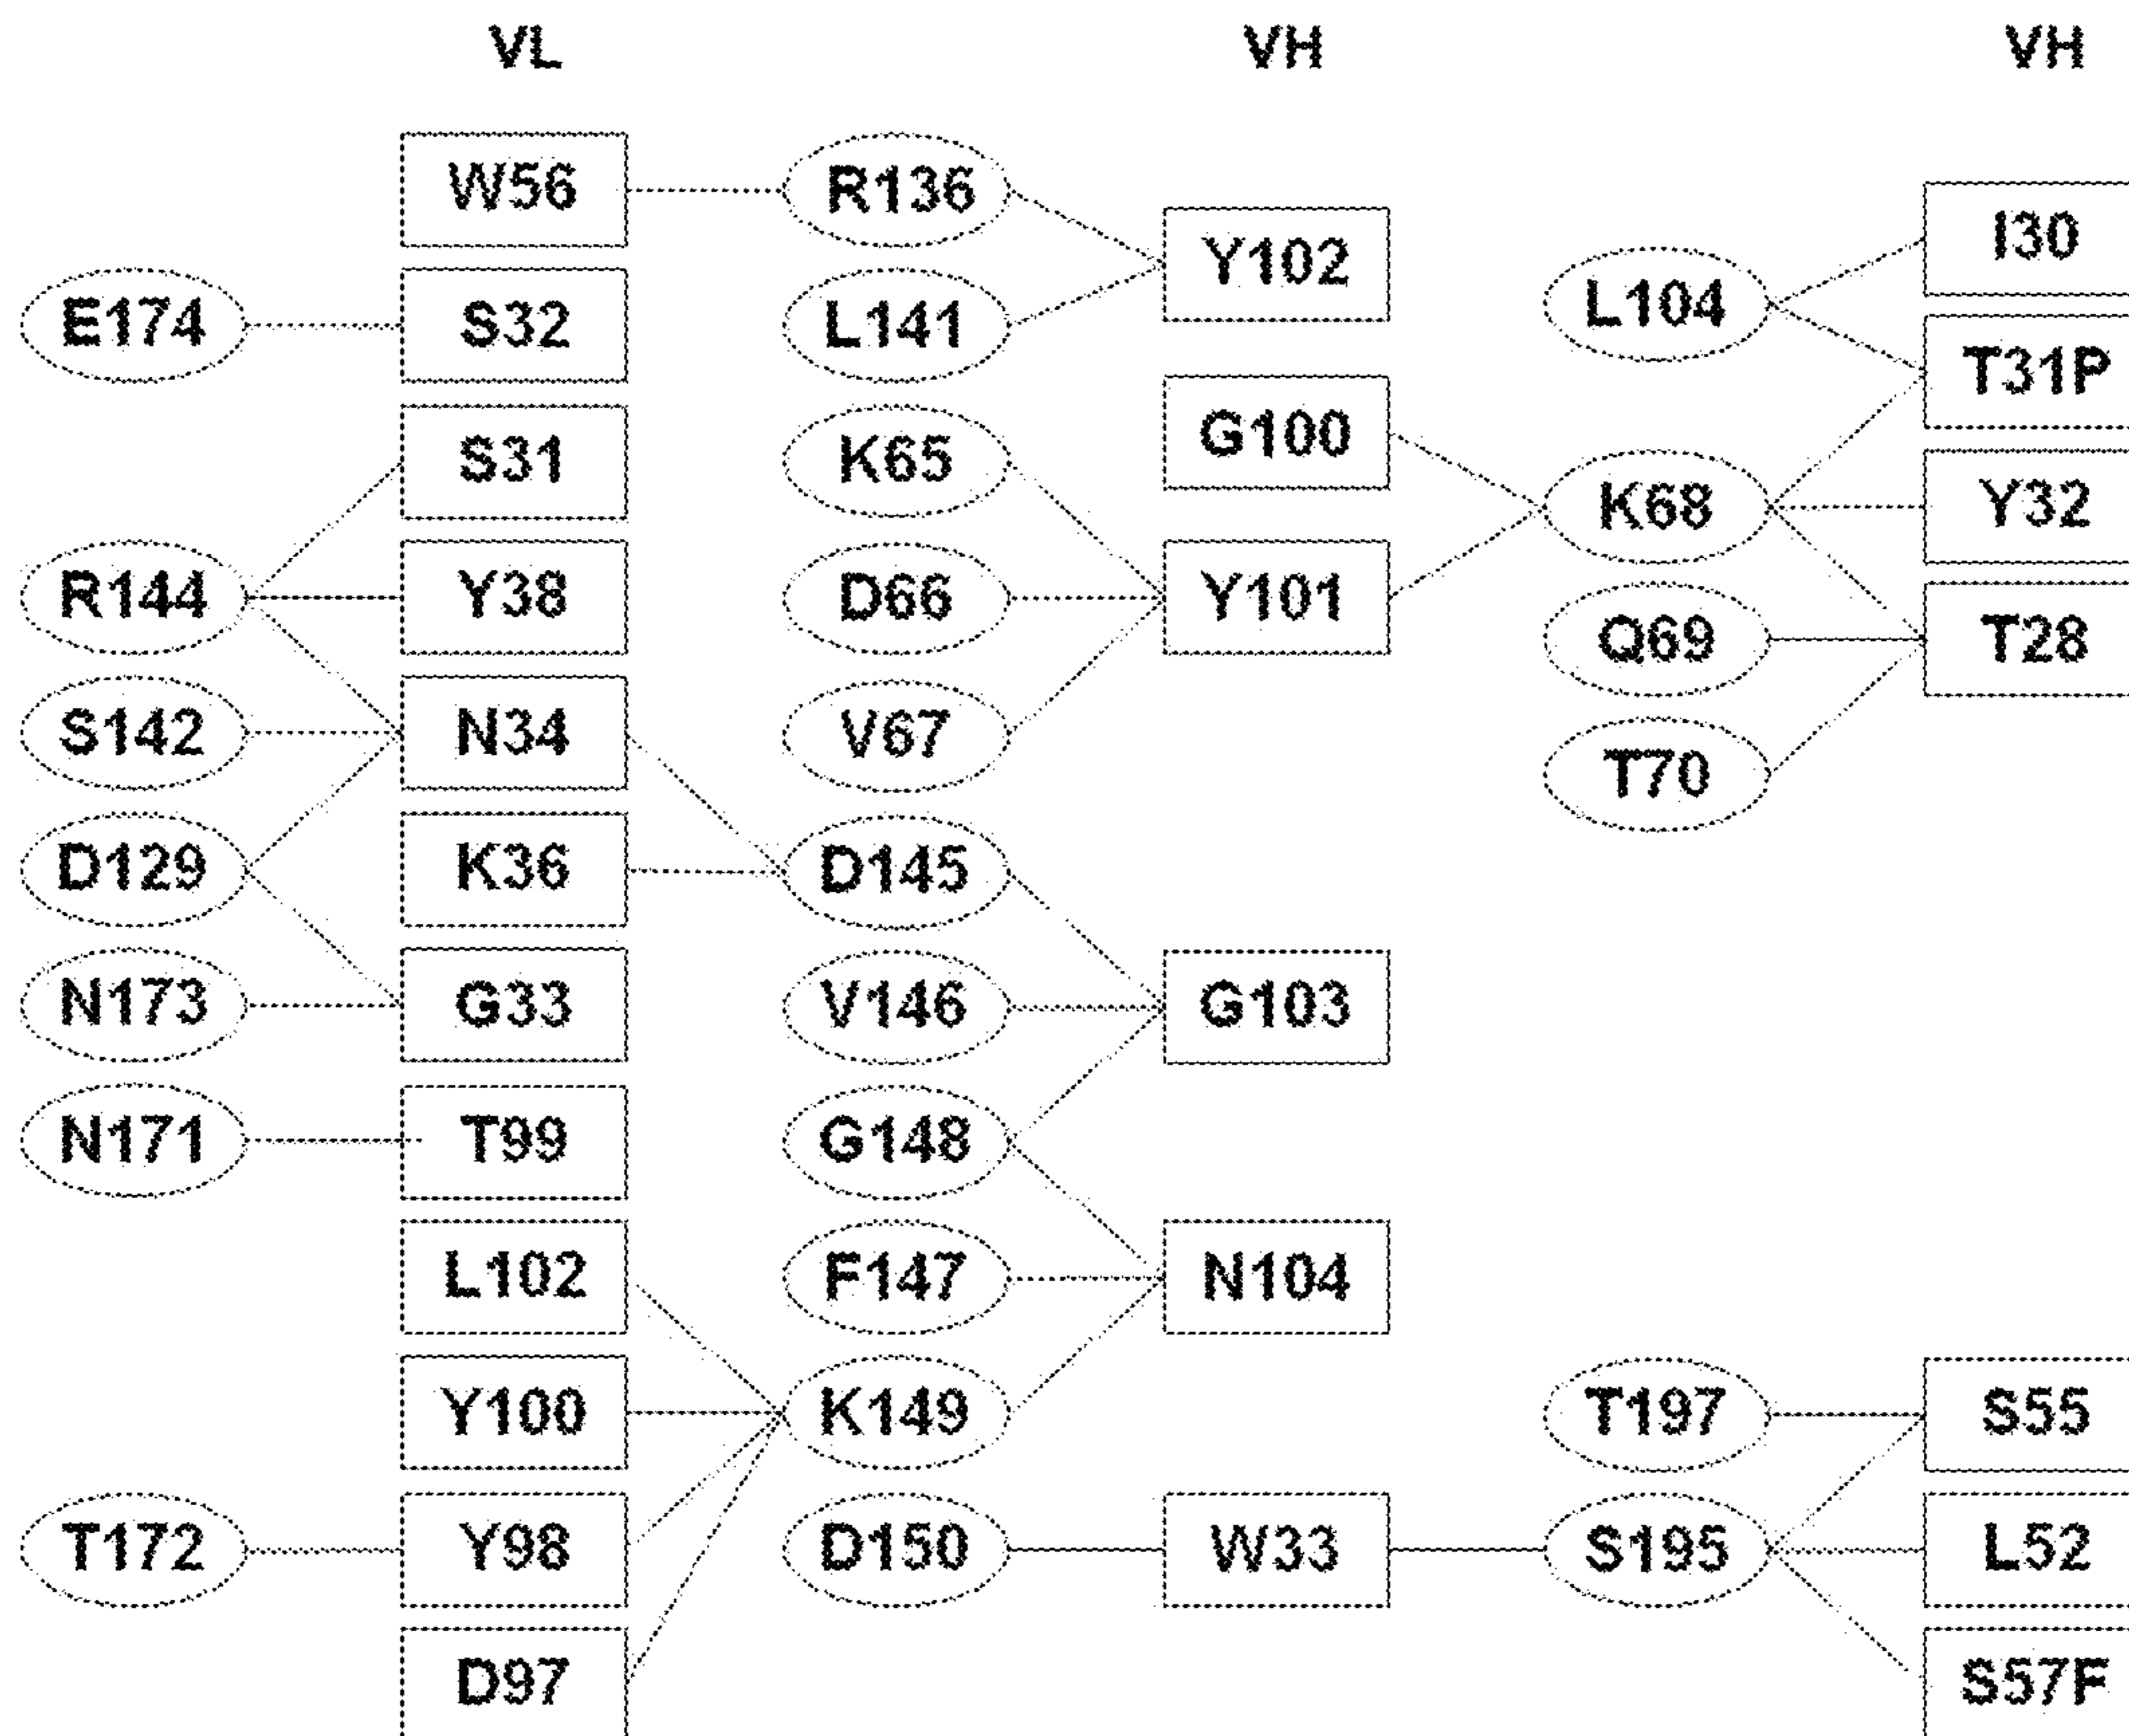 VL VH VH
W56 R136
I30
Y102
L104
E174 S32 L141
T31P
G100
S31 K65
K68 Y32
R144 Y38 D66 Y101
Q69 T28
S142 N34 V67
T70
D129 K36 D145
N173 G33 V146 G103
N171 T99 G148
L102 F147 N104
Y100 K149 T197 S55
T172 Y98 D150 W33 S195 L52
D97 S57F